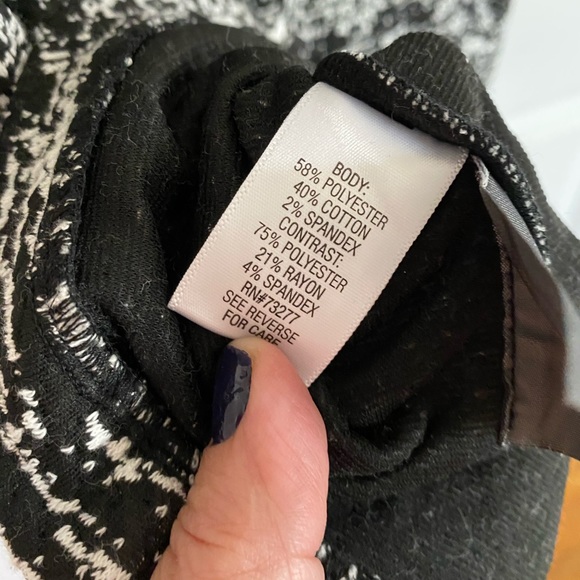 BODY:
58% POLYESTER
40% COTTON
2% SPANDEX
CONTRAST:
75% POLYESTER
21% RAYON
4% SPANDEX
RN#73277
SEE REVERSE
FOR CARE